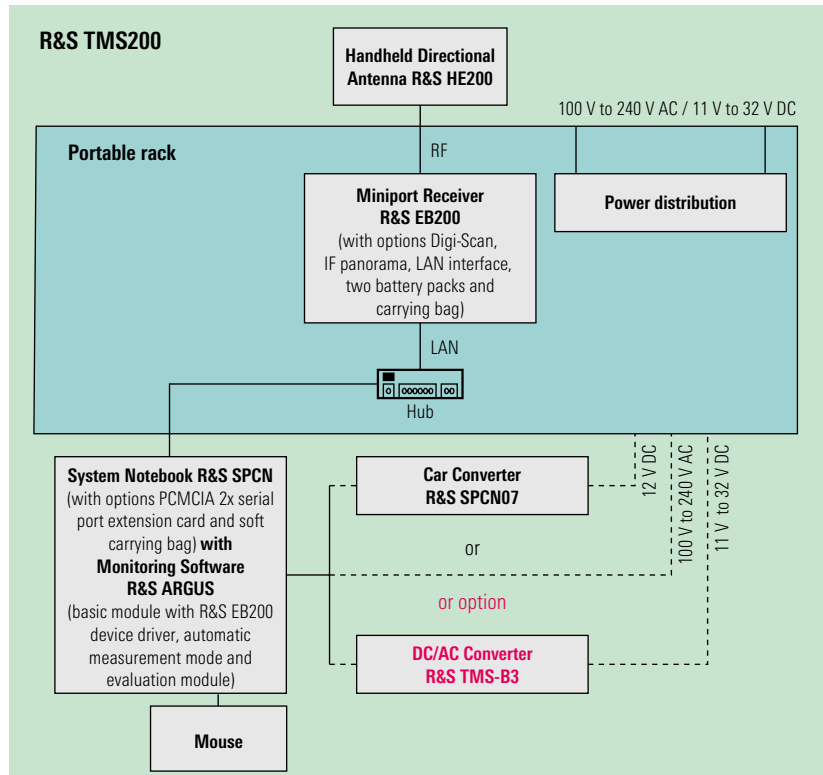 R&S TMS200
Handheld Directional
Antenna R&S HE200
100 V to 240 V AC / 11 V to 32 V DC
Portable rack
RF
Miniport Receiver
R&S EB200
(with options Digi-Scan,
IF panorama, LAN interface,
two battery packs and
carrying bag)
Power distribution
LAN
Hub
12 V DC
100 V to 240 V AC
11 V to 32 V DC
System Notebook R&S SPCN
(with options PCMCIA 2x serial
port extension card and soft
carrying bag) with
Monitoring Software
R&S ARGUS
(basic module with R&S EB200
device driver, automatic
measurement mode and
evaluation module)
Car Converter
R&S SPCN07
or
or option
DC/AC Converter
R&S TMS-B3
Mouse